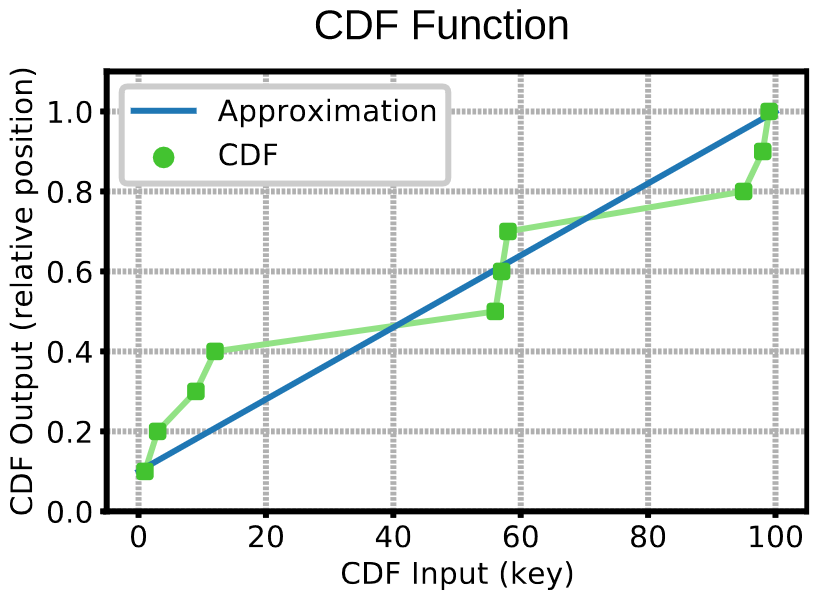 CDF Function
CDF Output (relative position)
1.0
0.8
0.6
0.4
0.2
0.0
Approximation
CDF
0 20 40 60 80 100
CDF Input (key)